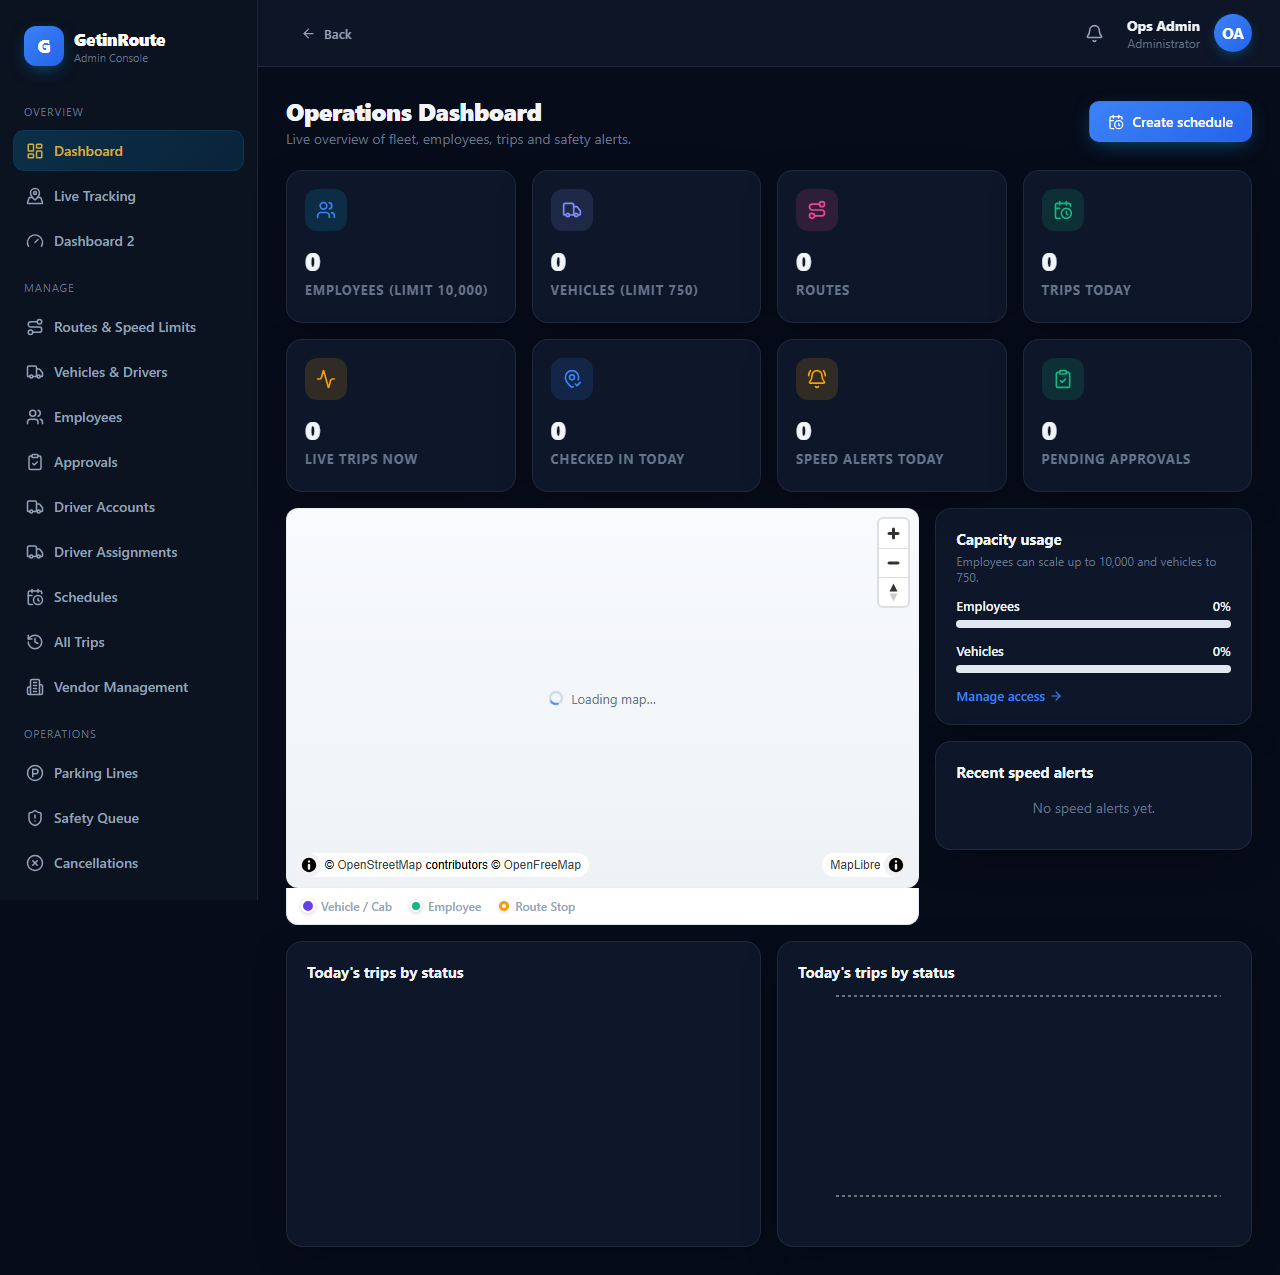 G
GetinRoute
Admin Console
OVERVIEW
Dashboard
Live Tracking
Dashboard 2
MANAGE
Routes & Speed Limits
Vehicles & Drivers
Employees
Approvals
Driver Accounts
Driver Assignments
Schedules
All Trips
Vendor Management
OPERATIONS
Parking Lines
Safety Queue
Cancellations
Back
Ops Admin
Administrator
OA
Operations Dashboard
Live overview of fleet, employees, trips and safety alerts.
Create schedule
0
EMPLOYEES (LIMIT 10,000)
0
VEHICLES (LIMIT 750)
0
ROUTES
0
TRIPS TODAY
0
LIVE TRIPS NOW
0
CHECKED IN TODAY
0
SPEED ALERTS TODAY
0
PENDING APPROVALS
Loading map...
© OpenStreetMap contributors © OpenFreeMap
MapLibre
Vehicle / Cab
Employee
Route Stop
Capacity usage
Employees can scale up to 10,000 and vehicles to
750.
Employees 0%
Vehicles 0%
Manage access
Recent speed alerts
No speed alerts yet.
Today's trips by status
Today's trips by status